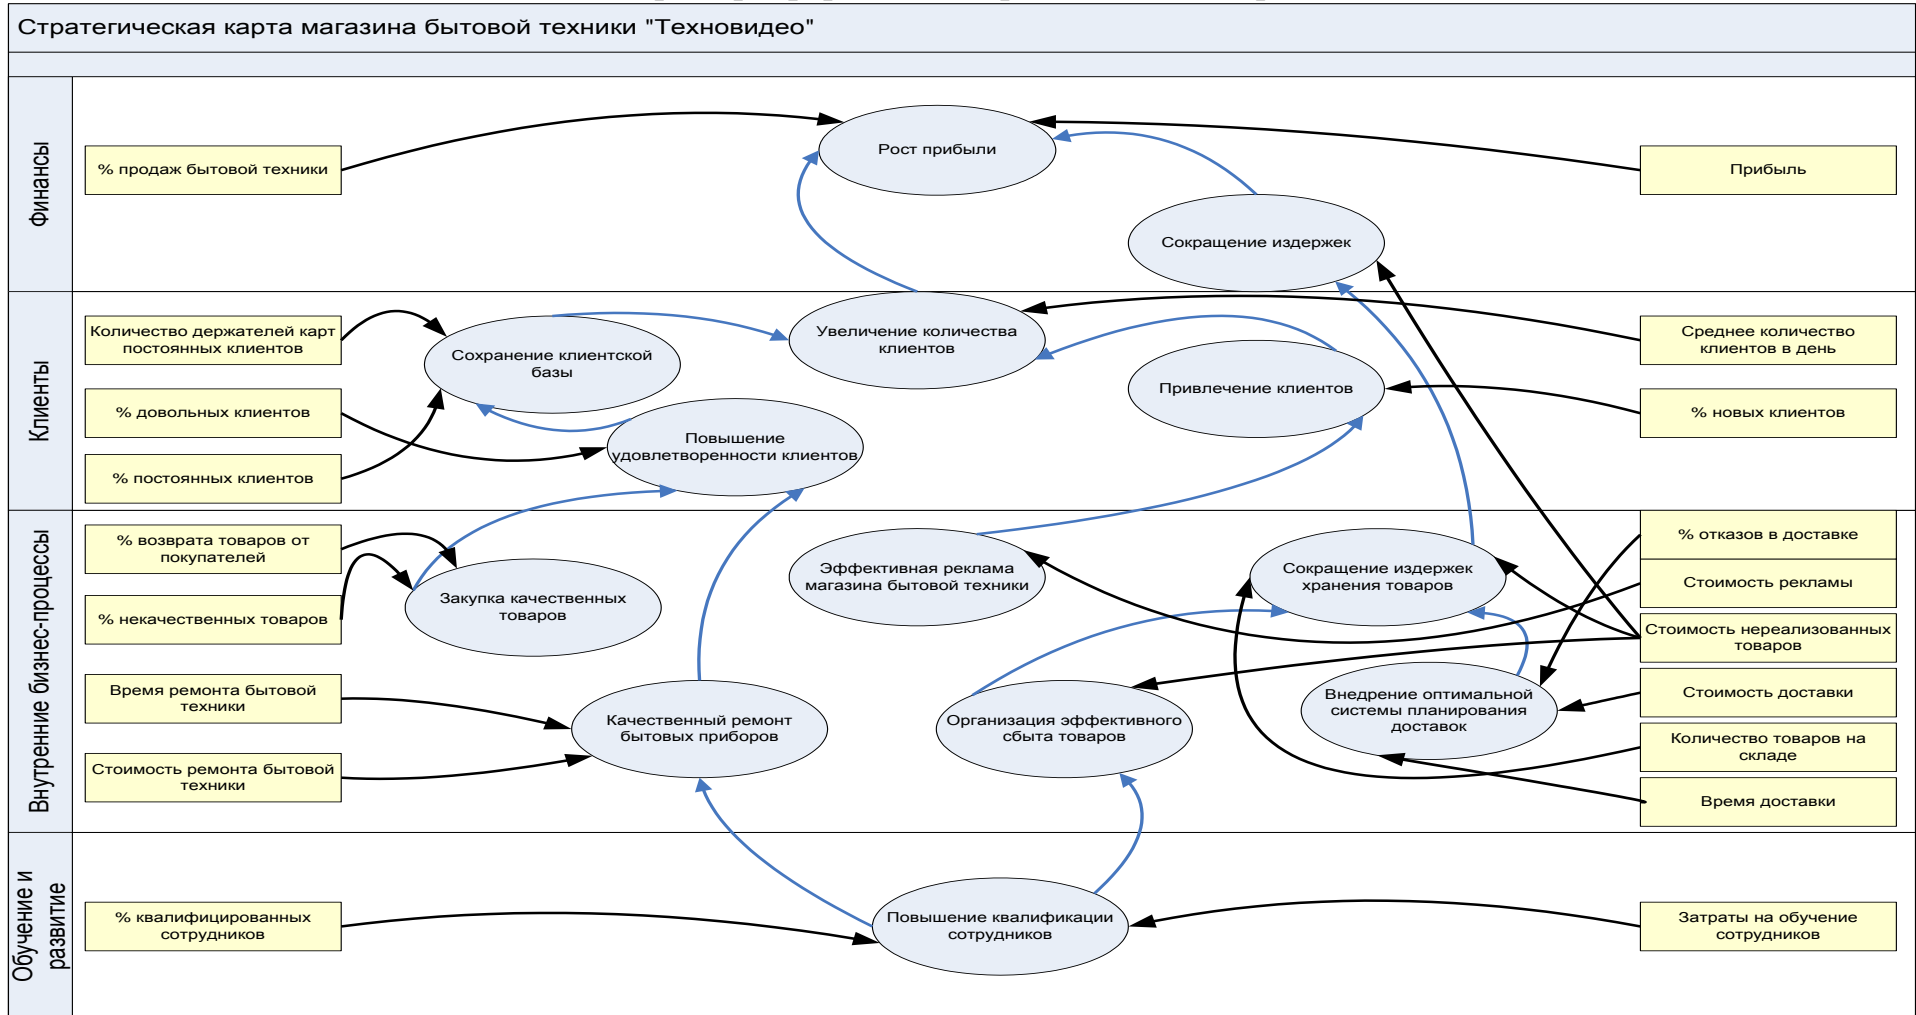 Стратегическая карта магазина бытовой техники "Техновидео"
Финансы
% продаж бытовой техники
Рост прибыли
Прибыль
Сокращение издержек
Клиенты
Количество держателей карт
постоянных клиентов
% довольных клиентов
% постоянных клиентов
Сохранение клиентской
базы
Увеличение количества
клиентов
Повышение
удовлетворенности клиентов
Привлечение клиентов
Среднее количество
клиентов в день
% новых клиентов
Внутренние бизнес-процессы
% возврата товаров от
покупателей
% некачественных товаров
Время ремонта бытовой
техники
Стоимость ремонта бытовой
техники
Закупка качественных
товаров
Качественный ремонт
бытовых приборов
Эффективная реклама
магазина бытовой техники
Организация эффективного
сбыта товаров
Сокращение издержек
хранения товаров
Внедрение оптимальной
системы планирования
доставок
% отказов в доставке
Стоимость рекламы
Стоимость нереализованных
товаров
Стоимость доставки
Количество товаров на
складе
Время доставки
Обучение и
развитие
% квалифицированных
сотрудников
Повышение квалификации
сотрудников
Затраты на обучение
сотрудников